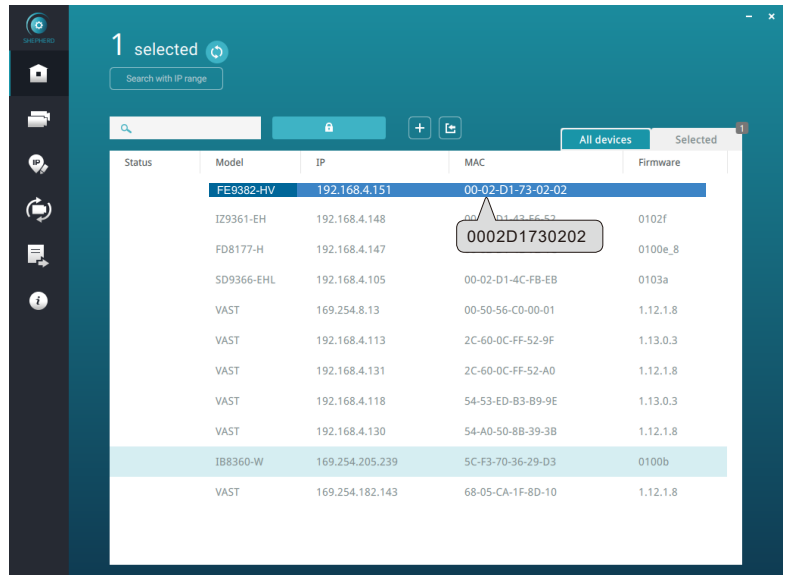 SHEPHERD
1 selected
Search with IP range
All devices Selected 1
Status Model IP MAC Firmware
FE9382-HV 192.168.4.151 00-02-D1-73-02-02
IZ9361-EH 192.168.4.148 0102f
0002D1730202
FD8177-H 192.168.4.147 0100e_8
SD9366-EHL 192.168.4.105 00-02-D1-4C-FB-EB 0103a
VAST 169.254.8.13 00-50-56-C0-00-01 1.12.1.8
VAST 192.168.4.113 2C-60-0C-FF-52-9F 1.13.0.3
VAST 192.168.4.131 2C-60-0C-FF-52-A0 1.12.1.8
VAST 192.168.4.118 54-53-ED-B3-B9-9E 1.13.0.3
VAST 192.168.4.130 54-A0-50-8B-39-3B 1.12.1.8
IB8360-W 169.254.205.239 5C-F3-70-36-29-D3 0100b
VAST 169.254.182.143 68-05-CA-1F-8D-10 1.12.1.8
IP
i